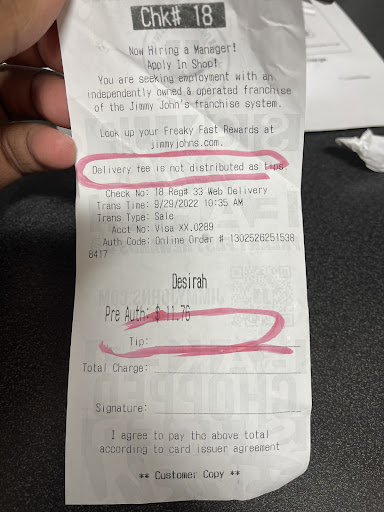 Chk# 18
Now Hiring a Manager!
Apply In Shop!
You are seeking employment with an
independently owned & operated franchise
of the Jimmy John's franchise system.
Look up your Freaky Fast Rewards at
jimmyjohns.com.
Delivery fee is not distributed as tips
Check No: 18 Reg# 33 Web Delivery
Trans Time: 9/29/2022 10:35 AM
Trans Type: Sale
Acct No: Visa XX.0289
Auth Code: Online Order # 1302526251538
8417
Desirah
Pre Auth: $ 11.76
Tip:
Total Charge:
Signature:
I agree to pay the above total
according to card issuer agreement
** Customer Copy **